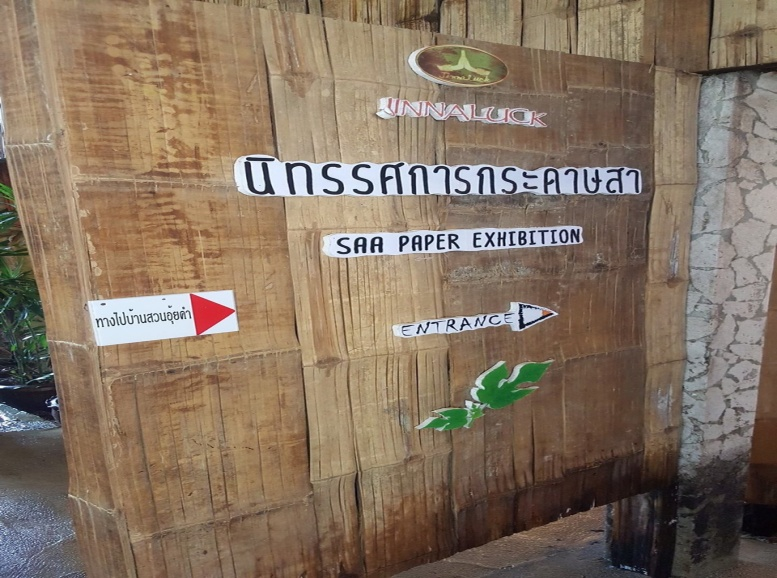 Jinnaluck
JINNALUCK
นิทรรศการกระดาษสา
SAA PAPER EXHIBITION
ทางไปบ้านสวนอุ้ยคำ
ENTRANCE